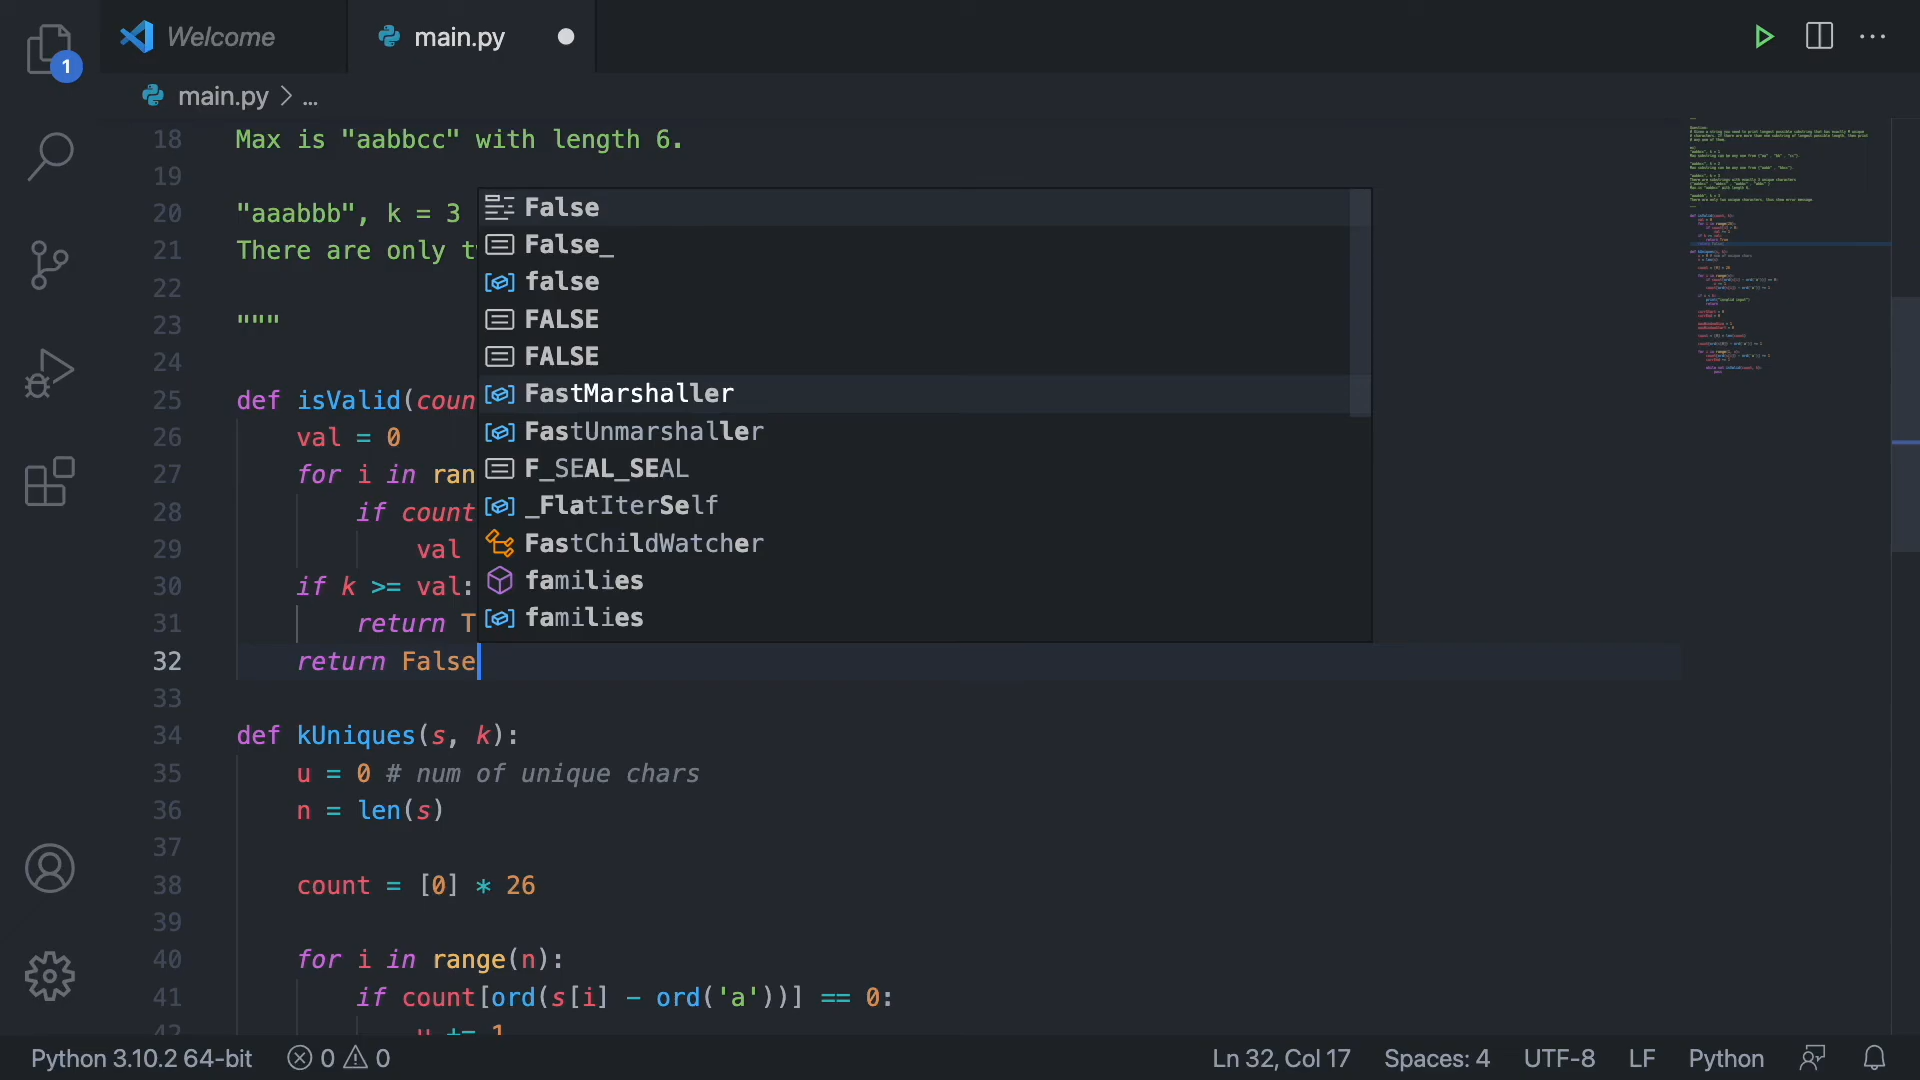 Welcome
main.py
1
main.py > ...
18 Max is "aabbcc" with length 6.
19
20 "aaabbb", k = 3
21 There are only t
22
23 """
24
25 def isValid(coun
26 val = 0
27 for i in ran
28 if count
29 val
30 if k >= val:
31 return T
32 return False
33
34 def kUniques(s, k):
35 u = 0 # num of unique chars
36 n = len(s)
37
38 count = [0] * 26
39
40 for i in range(n):
41 if count[ord(s[i] - ord('a'))] == 0:
42 u += 1
False
False_
false
FALSE
FALSE
FastMarshaller
FastUnmarshaller
F_SEAL_SEAL
_FlatIterSelf
FastChildWatcher
families
families
Python 3.10.2 64-bit 0 0 Ln 32, Col 17 Spaces: 4 UTF-8 LF Python